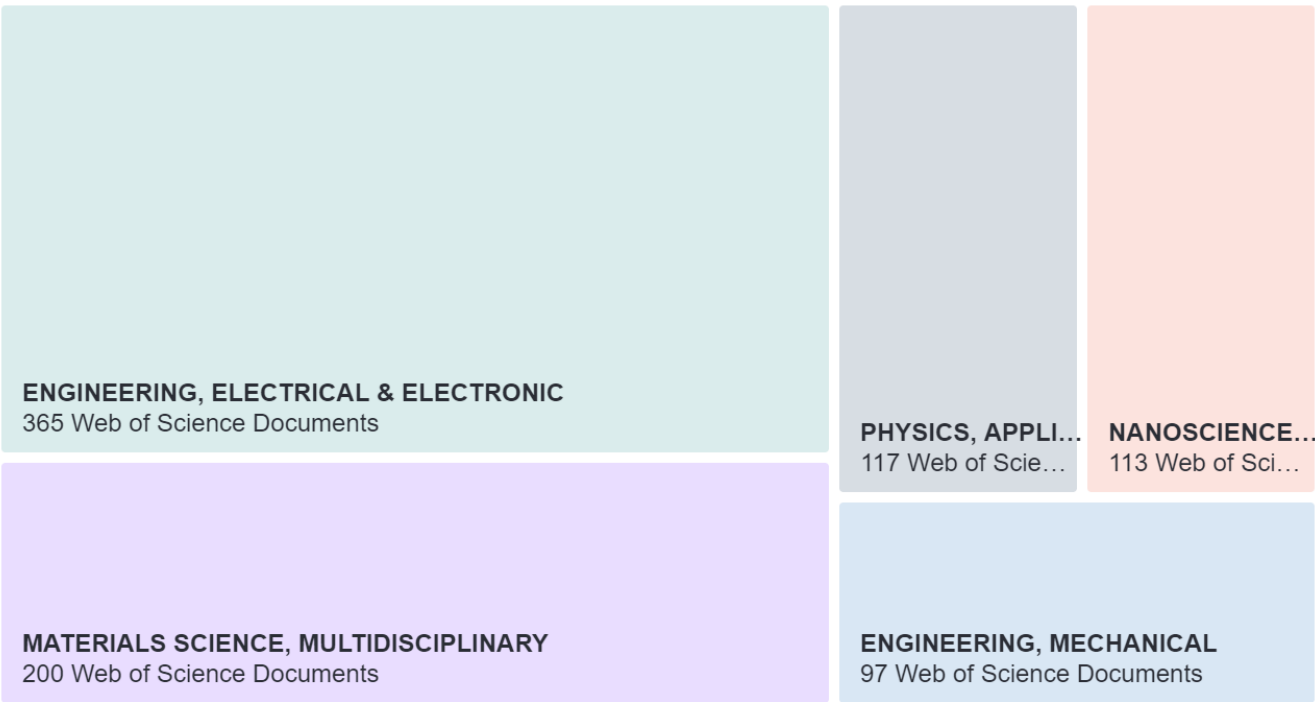 ENGINEERING, ELECTRICAL & ELECTRONIC
365 Web of Science Documents
PHYSICS, APPLI...
117 Web of Scie...
NANOSCIENCE...
113 Web of Sci...
MATERIALS SCIENCE, MULTIDISCIPLINARY
200 Web of Science Documents
ENGINEERING, MECHANICAL
97 Web of Science Documents